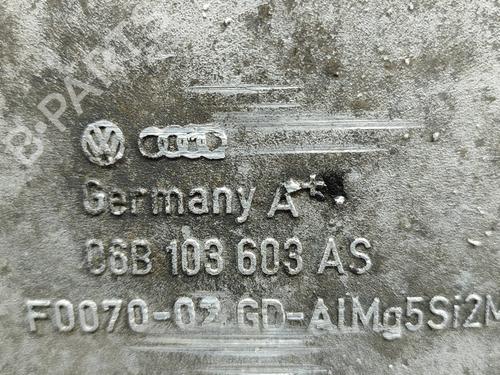 B-PARTS
Germany A
06B 103 603 AS
F0070-02 GD-AlMg5Si2M